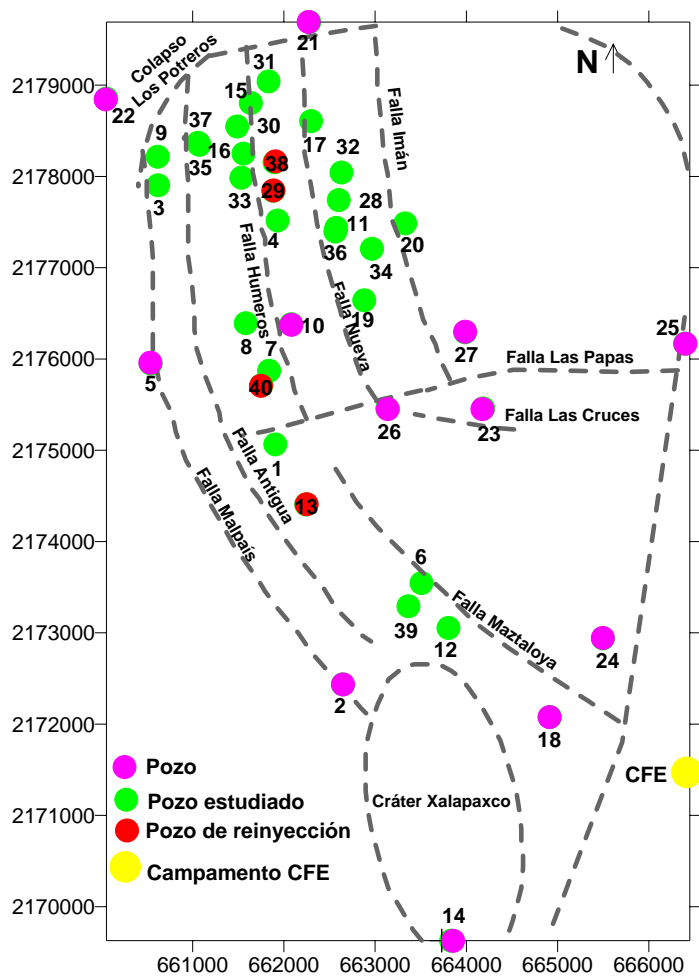 21
Colapso
Los Potreros
31
N
2179000
15
22
Falla Imán
9
37
30
17
32
16
35
38
2178000
3
33
29
28
4
11
20
36
34
2177000
Falla Humeros
Falla Nueva
19
8
7
10
27
25
2176000
5
40
Falla Las Papas
26
23
Falla Las Cruces
2175000
1
Falla Antigua
Falla Malpaís
13
2174000
6
39
12
Falla Maztaloya
2173000
24
2
18
2172000
Pozo
CFE
Pozo estudiado
Cráter Xalapaxco
2171000
Pozo de reinyección
Campamento CFE
2170000
14
661000 662000 663000 664000 665000 666000